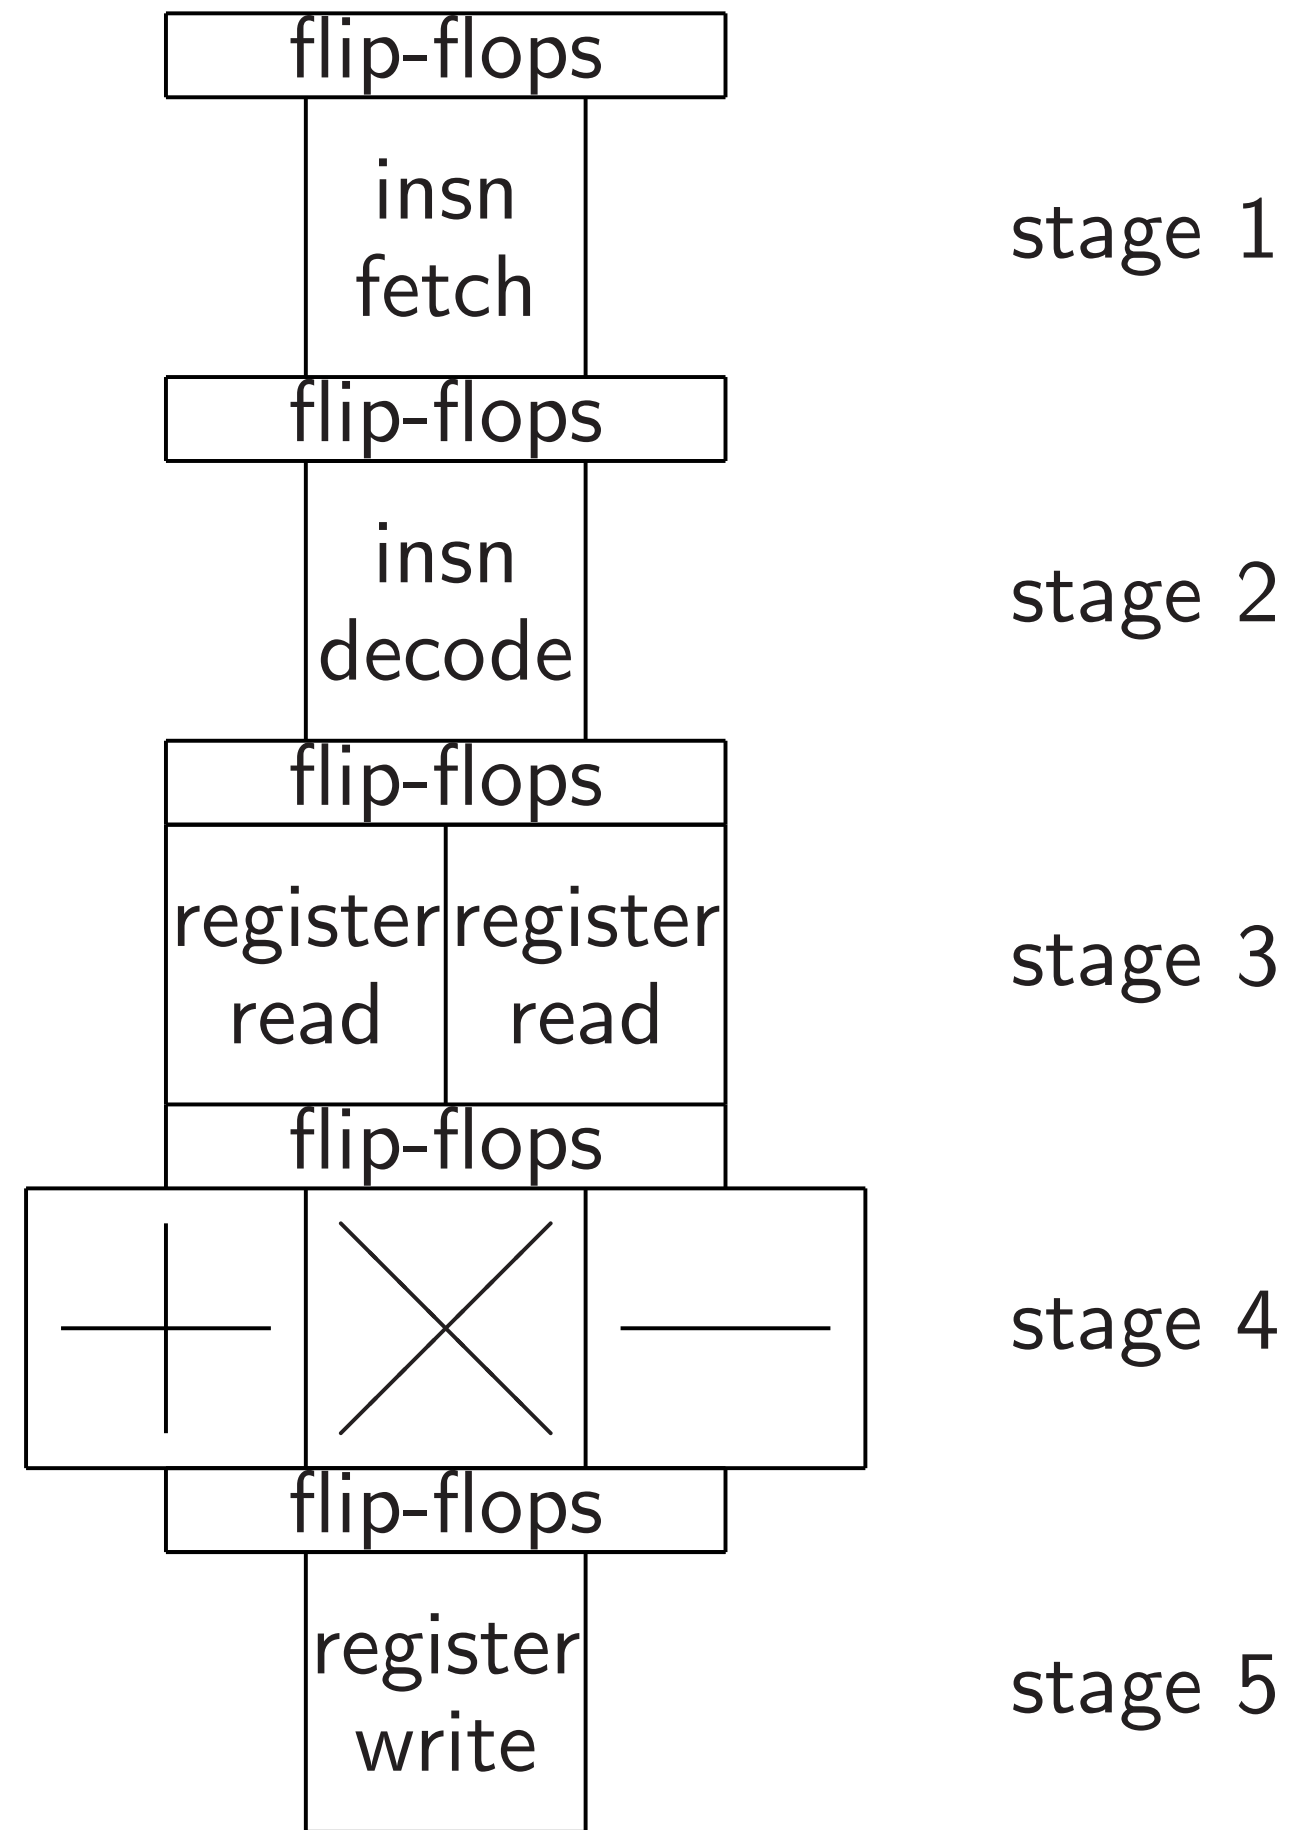 flip-flops
insn
fetch
stage 1
flip-flops
insn
decode
stage 2
flip-flops
register register
read read
stage 3
flip-flops
stage 4
flip-flops
register
write
stage 5